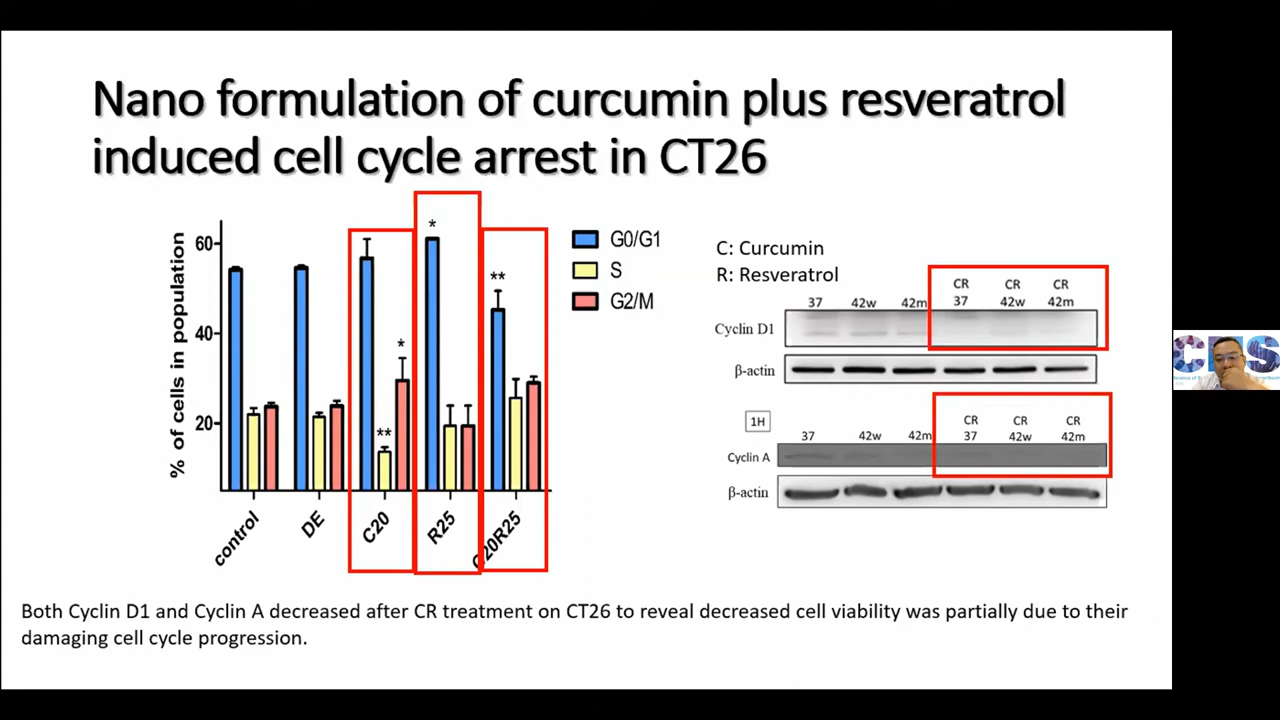 Nano formulation of curcumin plus resveratrol
induced cell cycle arrest in CT26
% of cells in population
60
40
20
*
**
*
**
control
DE
C20
R25
C20R25
G0/G1
S
G2/M
C: Curcumin
R: Resveratrol
CR CR CR
37 42w 42m 37 42w 42m
Cyclin D1
β-actin
1H
CR CR CR
37 42w 42m 37 42w 42m
Cyclin A
β-actin
Both Cyclin D1 and Cyclin A decreased after CR treatment on CT26 to reveal decreased cell viability was partially due to their
damaging cell cycle progression.